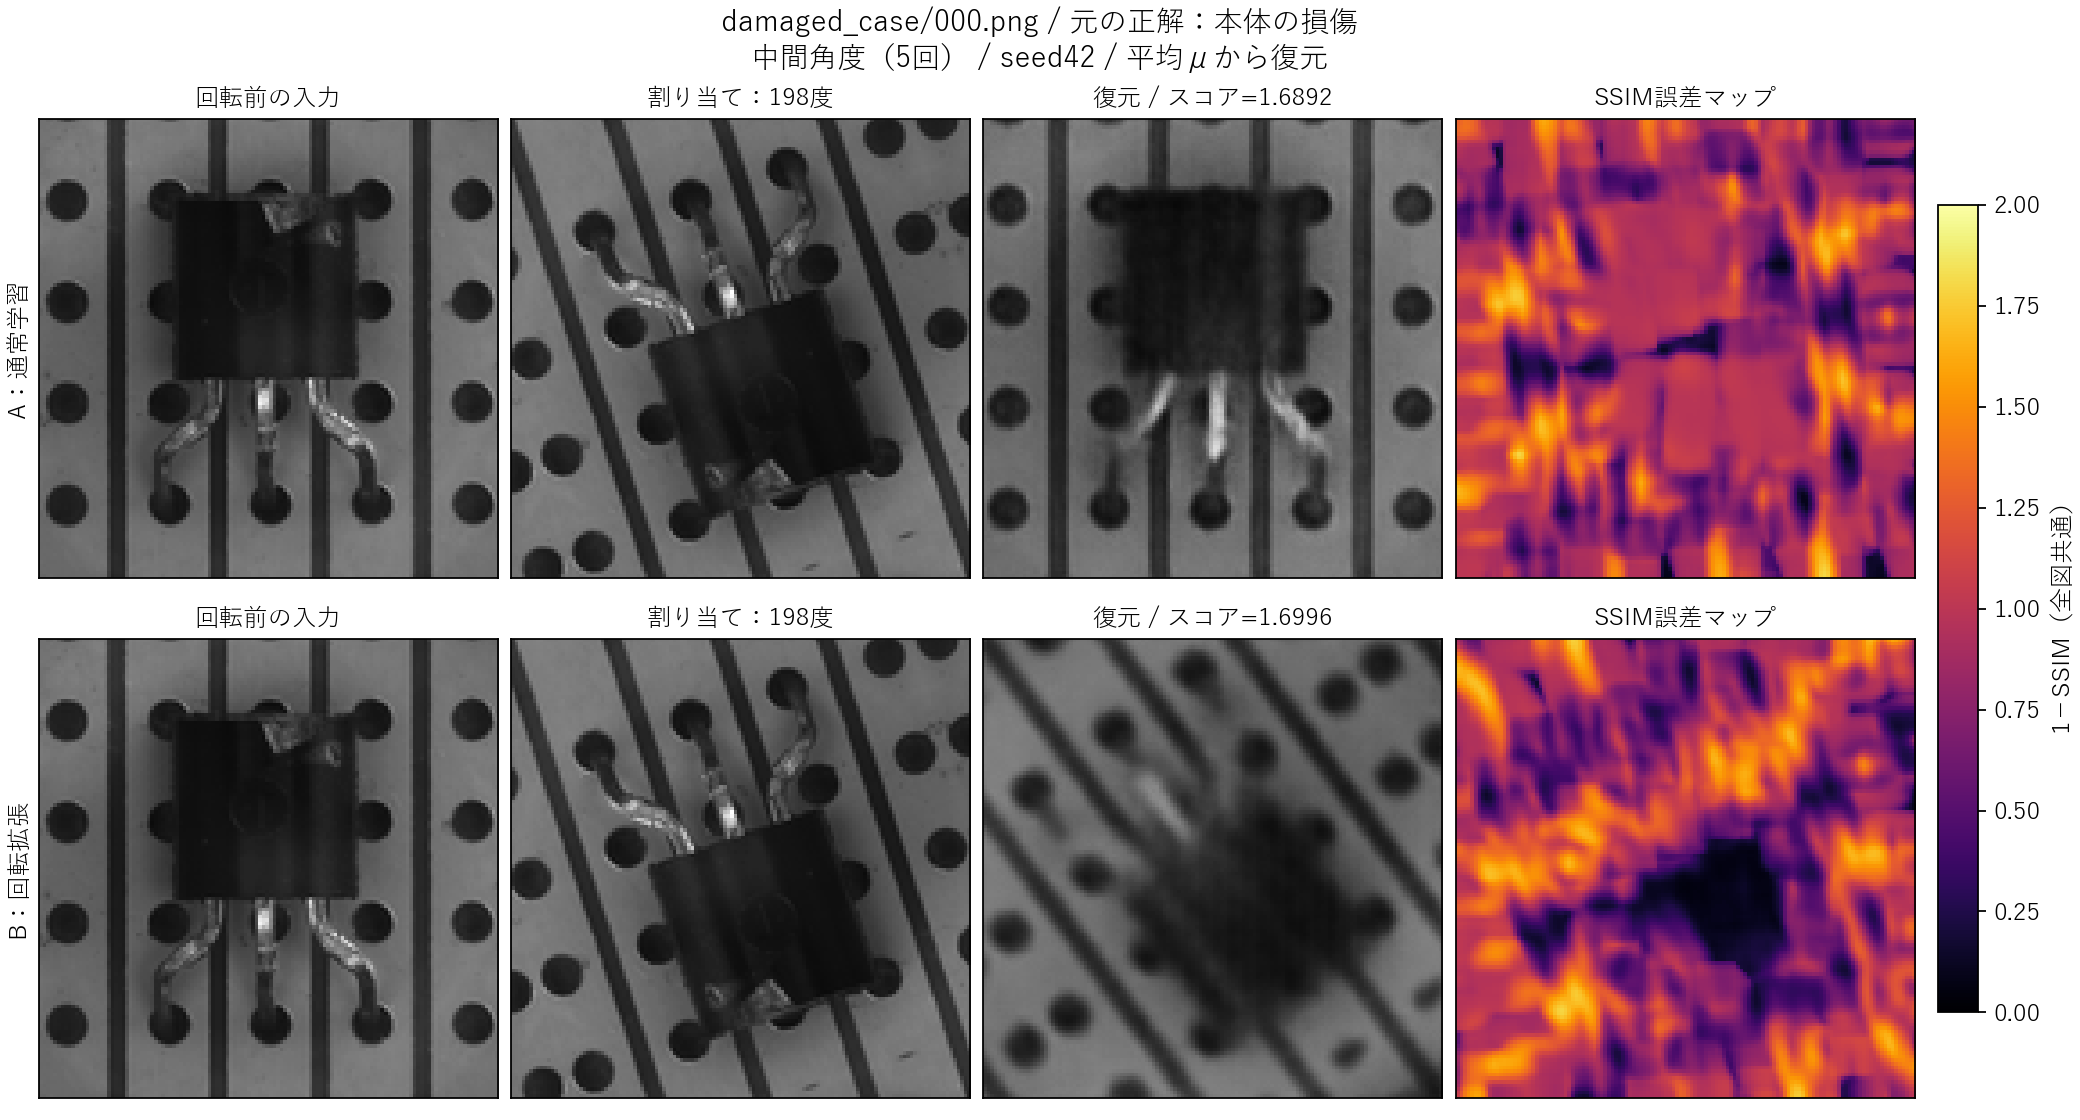 damaged_case/000.png / 元の正解：本体の損傷
中間角度（5回） / seed42 / 平均μから復元
回転前の入力
割り当て：198度
復元 / スコア=1.6892
SSIM誤差マップ
A：通常学習
回転前の入力
割り当て：198度
復元 / スコア=1.6996
SSIM誤差マップ
B：回転拡張
2.00
1.75
1.50
1.25
1.00
0.75
0.50
0.25
0.00
1−SSIM（全図共通）